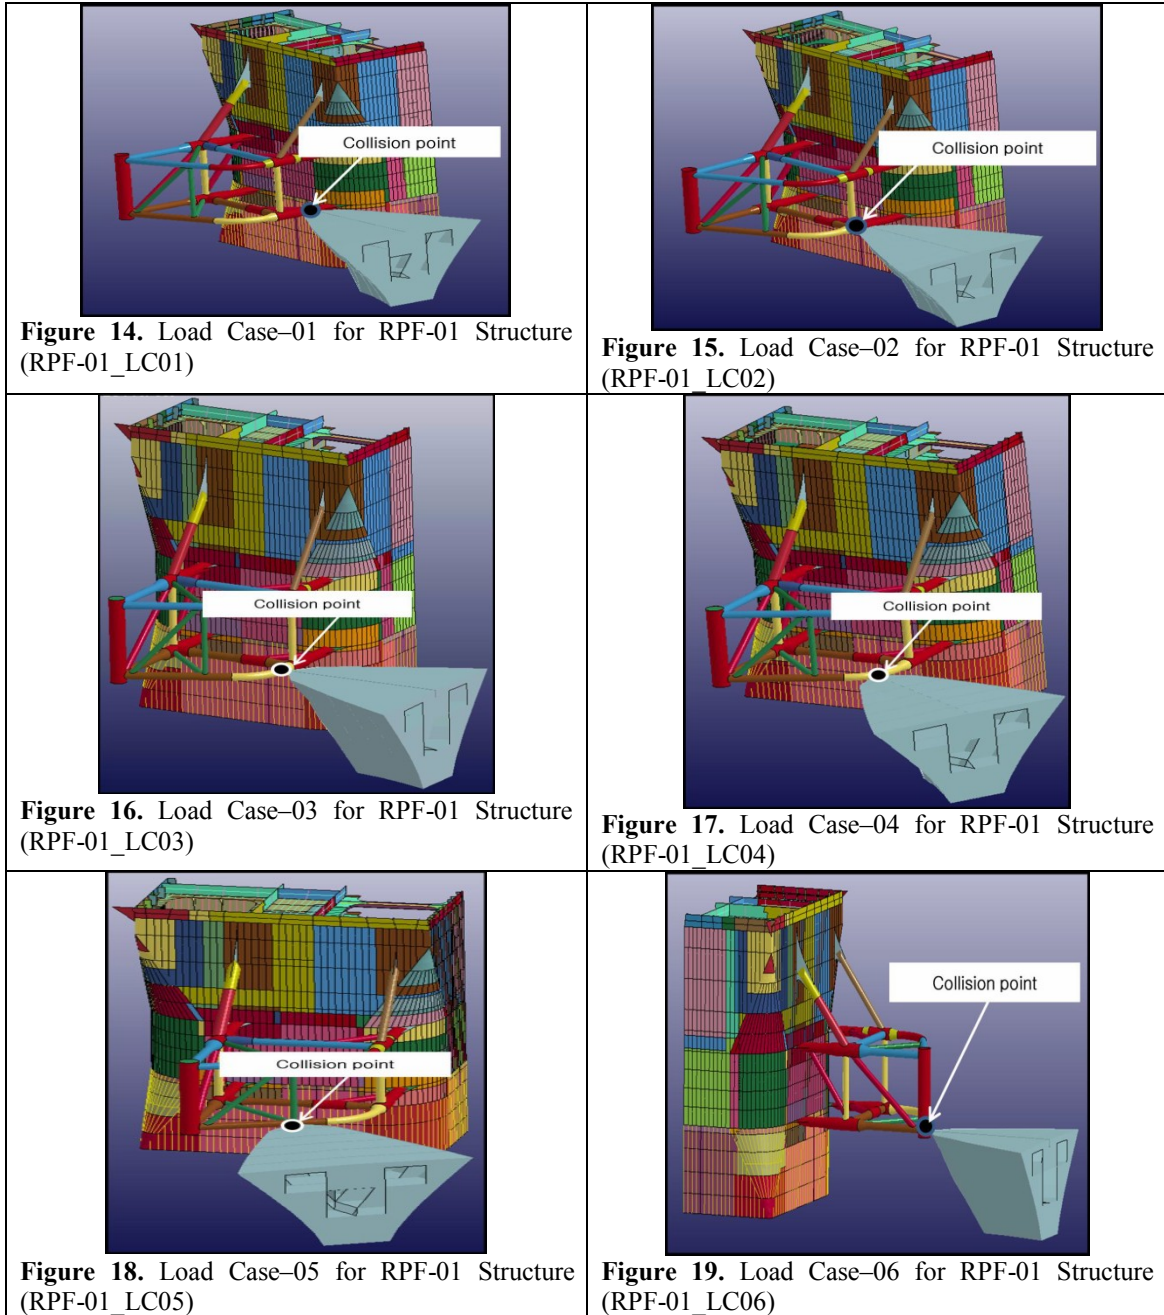 Collision point
Figure 14. Load Case–01 for RPF-01 Structure
(RPF-01_LC01)
Collision point
Figure 15. Load Case–02 for RPF-01 Structure
(RPF-01_LC02)
Collision point
Figure 16. Load Case–03 for RPF-01 Structure
(RPF-01_LC03)
Collision point
Figure 17. Load Case–04 for RPF-01 Structure
(RPF-01_LC04)
Collision point
Figure 18. Load Case–05 for RPF-01 Structure
(RPF-01_LC05)
Collision point
Figure 19. Load Case–06 for RPF-01 Structure
(RPF-01_LC06)